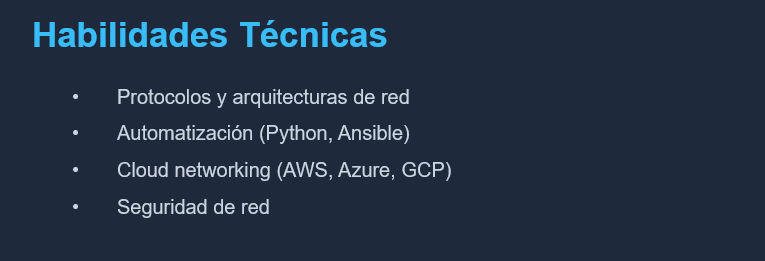 Habilidades Técnicas
• Protocolos y arquitecturas de red
• Automatización (Python, Ansible)
• Cloud networking (AWS, Azure, GCP)
• Seguridad de red